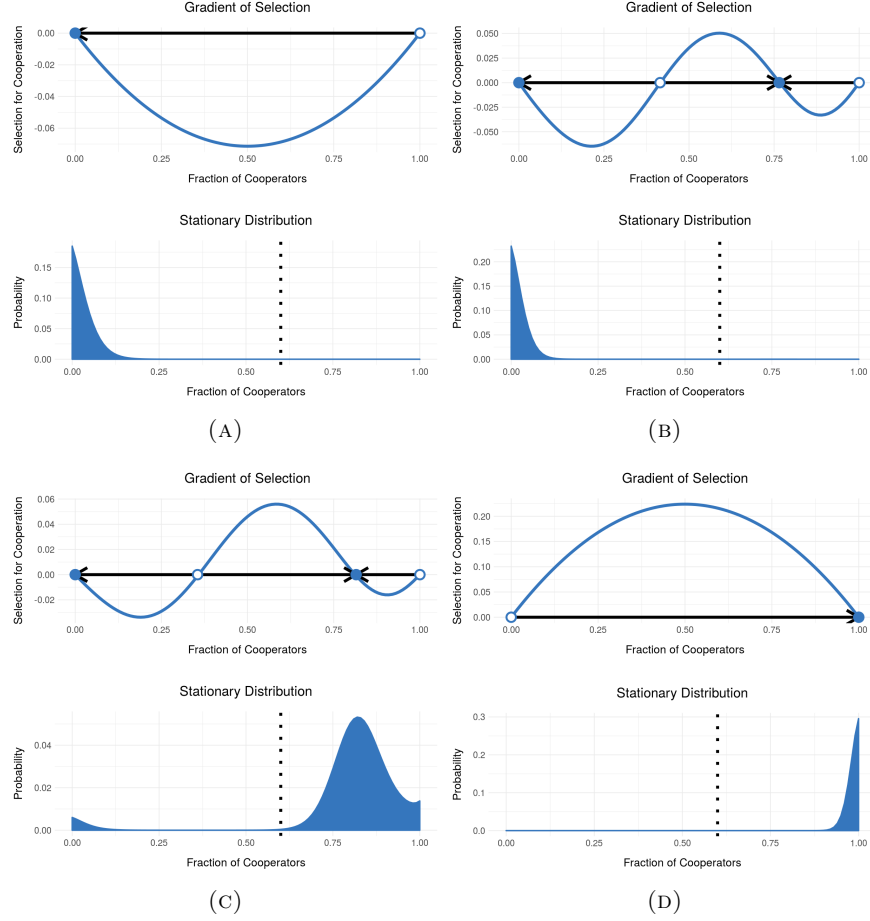 Gradient of Selection
Selection for Cooperation
0.00
-0.02
-0.04
-0.06
0.00 0.25 0.50 0.75 1.00
Fraction of Cooperators
Stationary Distribution
Probability
0.15
0.10
0.05
0.00
0.00 0.25 0.50 0.75 1.00
Fraction of Cooperators
(A)
Gradient of Selection
Selection for Cooperation
0.050
0.025
0.000
-0.025
-0.050
0.00 0.25 0.50 0.75 1.00
Fraction of Cooperators
Stationary Distribution
Probability
0.20
0.15
0.10
0.05
0.00
0.00 0.25 0.50 0.75 1.00
Fraction of Cooperators
(B)
Gradient of Selection
Selection for Cooperation
0.06
0.04
0.02
0.00
-0.02
0.00 0.25 0.50 0.75 1.00
Fraction of Cooperators
Stationary Distribution
Probability
0.04
0.02
0.00
0.00 0.25 0.50 0.75 1.00
Fraction of Cooperators
(C)
Gradient of Selection
Selection for Cooperation
0.20
0.15
0.10
0.05
0.00
0.00 0.25 0.50 0.75 1.00
Fraction of Cooperators
Stationary Distribution
Probability
0.3
0.2
0.1
0.0
0.00 0.25 0.50 0.75 1.00
Fraction of Cooperators
(D)